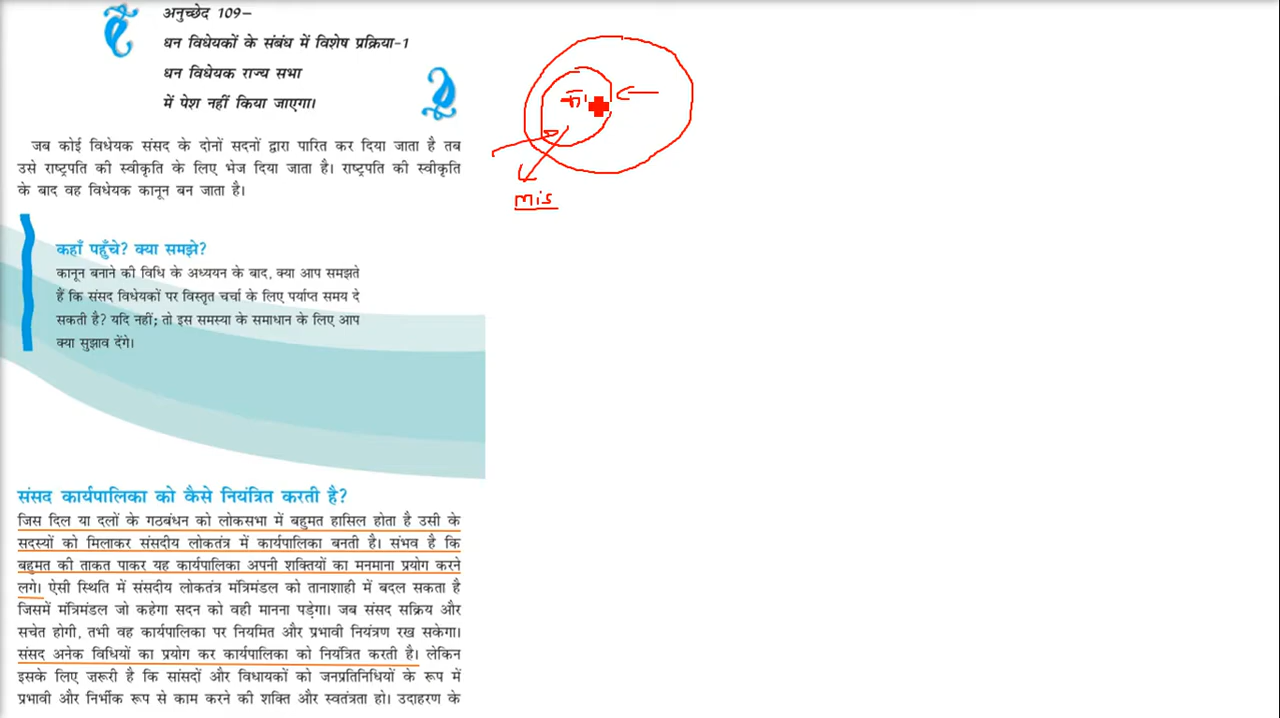 अनुच्छेद 109–
धन विधेयकों के संबंध में विशेष प्रक्रिया-1
धन विधेयक राज्य सभा
में पेश नहीं किया जाएगा।
जब कोई विधेयक संसद के दोनों सदनों द्वारा पारित कर दिया जाता है तब
उसे राष्ट्रपति की स्वीकृति के लिए भेज दिया जाता है। राष्ट्रपति की स्वीकृति
के बाद वह विधेयक कानून बन जाता है।
कहाँ पहुँचे? क्या समझे?
कानून बनाने की विधि के अध्ययन के बाद, क्या आप समझते
हैं कि संसद विधेयकों पर विस्तृत चर्चा के लिए पर्याप्त समय दे
सकती है? यदि नहीं; तो इस समस्या के समाधान के लिए आप
क्या सुझाव देंगे।
संसद कार्यपालिका को कैसे नियंत्रित करती है?
जिस दिल या दलों के गठबंधन को लोकसभा में बहुमत हासिल होता है उसी के
सदस्यों को मिलाकर संसदीय लोकतंत्र में कार्यपालिका बनती है। संभव है कि
बहुमत की ताकत पाकर यह कार्यपालिका अपनी शक्तियों का मनमाना प्रयोग करने
लगे। ऐसी स्थिति में संसदीय लोकतंत्र मंत्रिमंडल को तानाशाही में बदल सकता है
जिसमें मंत्रिमंडल जो कहेगा सदन को वही मानना पड़ेगा। जब संसद सक्रिय और
सचेत होगी, तभी वह कार्यपालिका पर नियमित और प्रभावी नियंत्रण रख सकेगा।
संसद अनेक विधियों का प्रयोग कर कार्यपालिका को नियंत्रित करती है। लेकिन
इसके लिए ज़रूरी है कि सांसदों और विधायकों को जनप्रतिनिधियों के रूप में
प्रभावी और निर्भीक रूप से काम करने की शक्ति और स्वतंत्रता हो। उदाहरण के
Mis